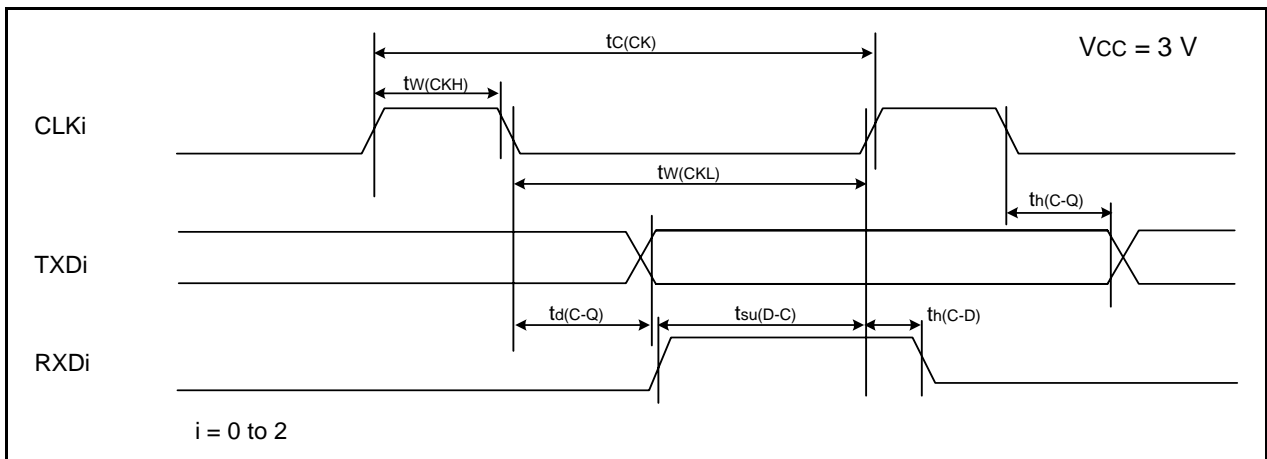 tC(CK)
VCC = 3 V
tW(CKH)
CLKi
tW(CKL)
th(C-Q)
TXDi
td(C-Q)
tsu(D-C)
th(C-D)
RXDi
i = 0 to 2